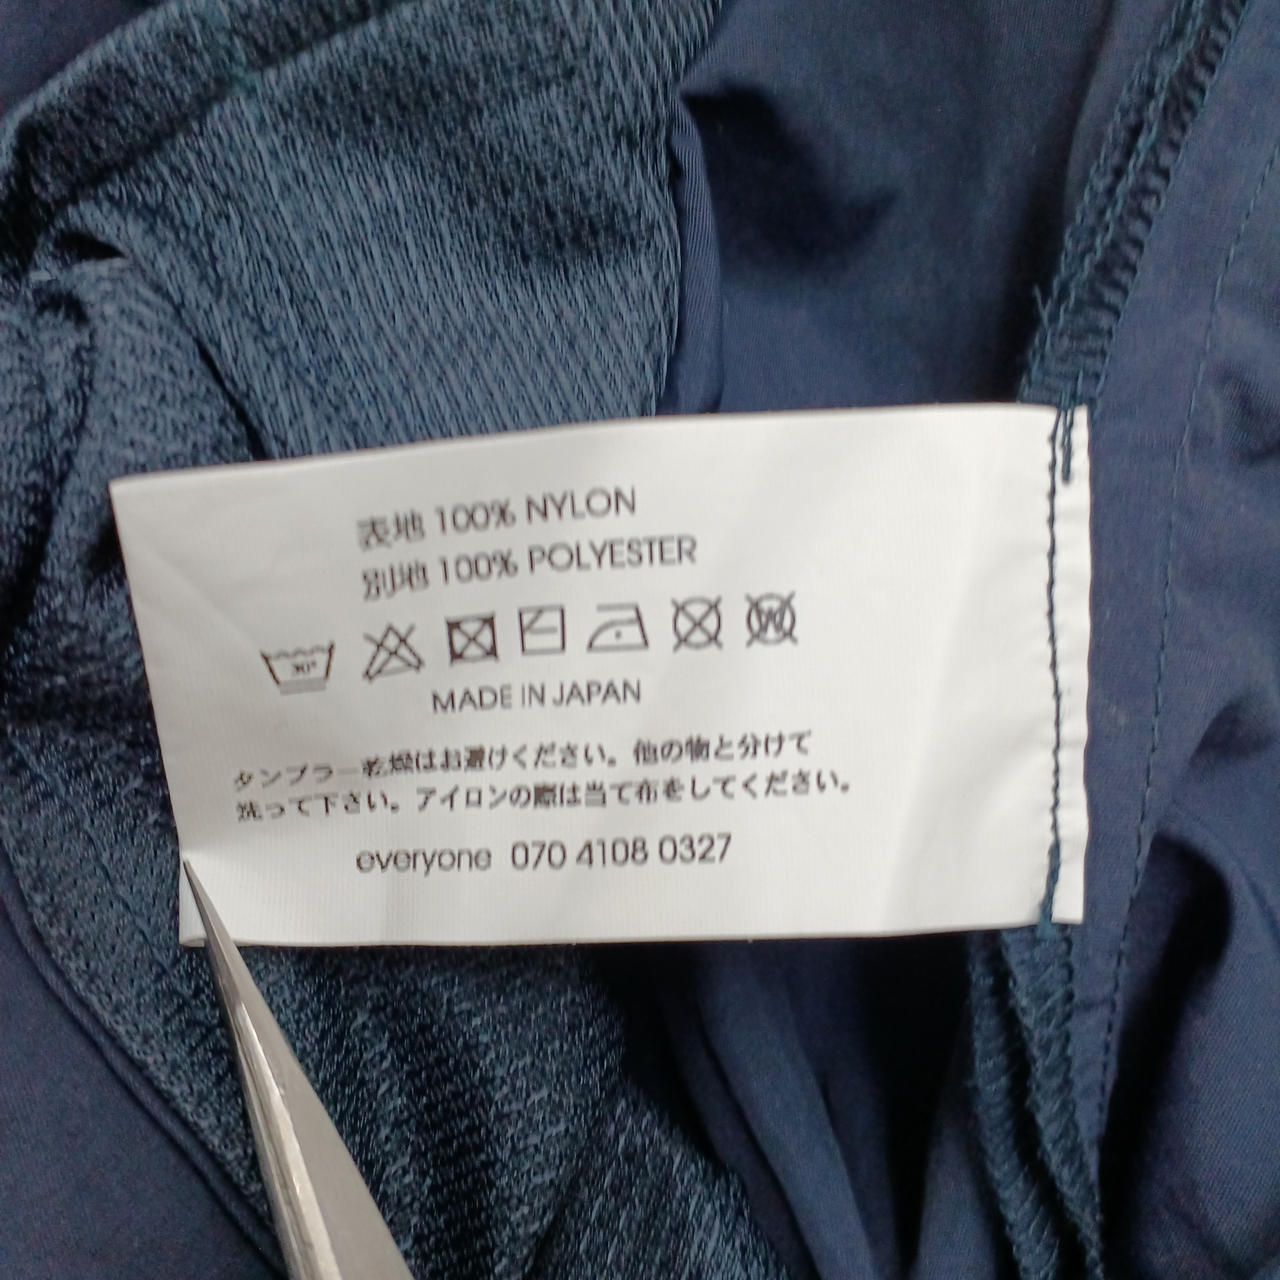 表地 100% NYLON
別地 100% POLYESTER
30°
W
MADE IN JAPAN
タンブラー乾燥はお避けください。他の物と分けて
洗って下さい。アイロンの際は当て布をしてください。
everyone 070 4108 0327